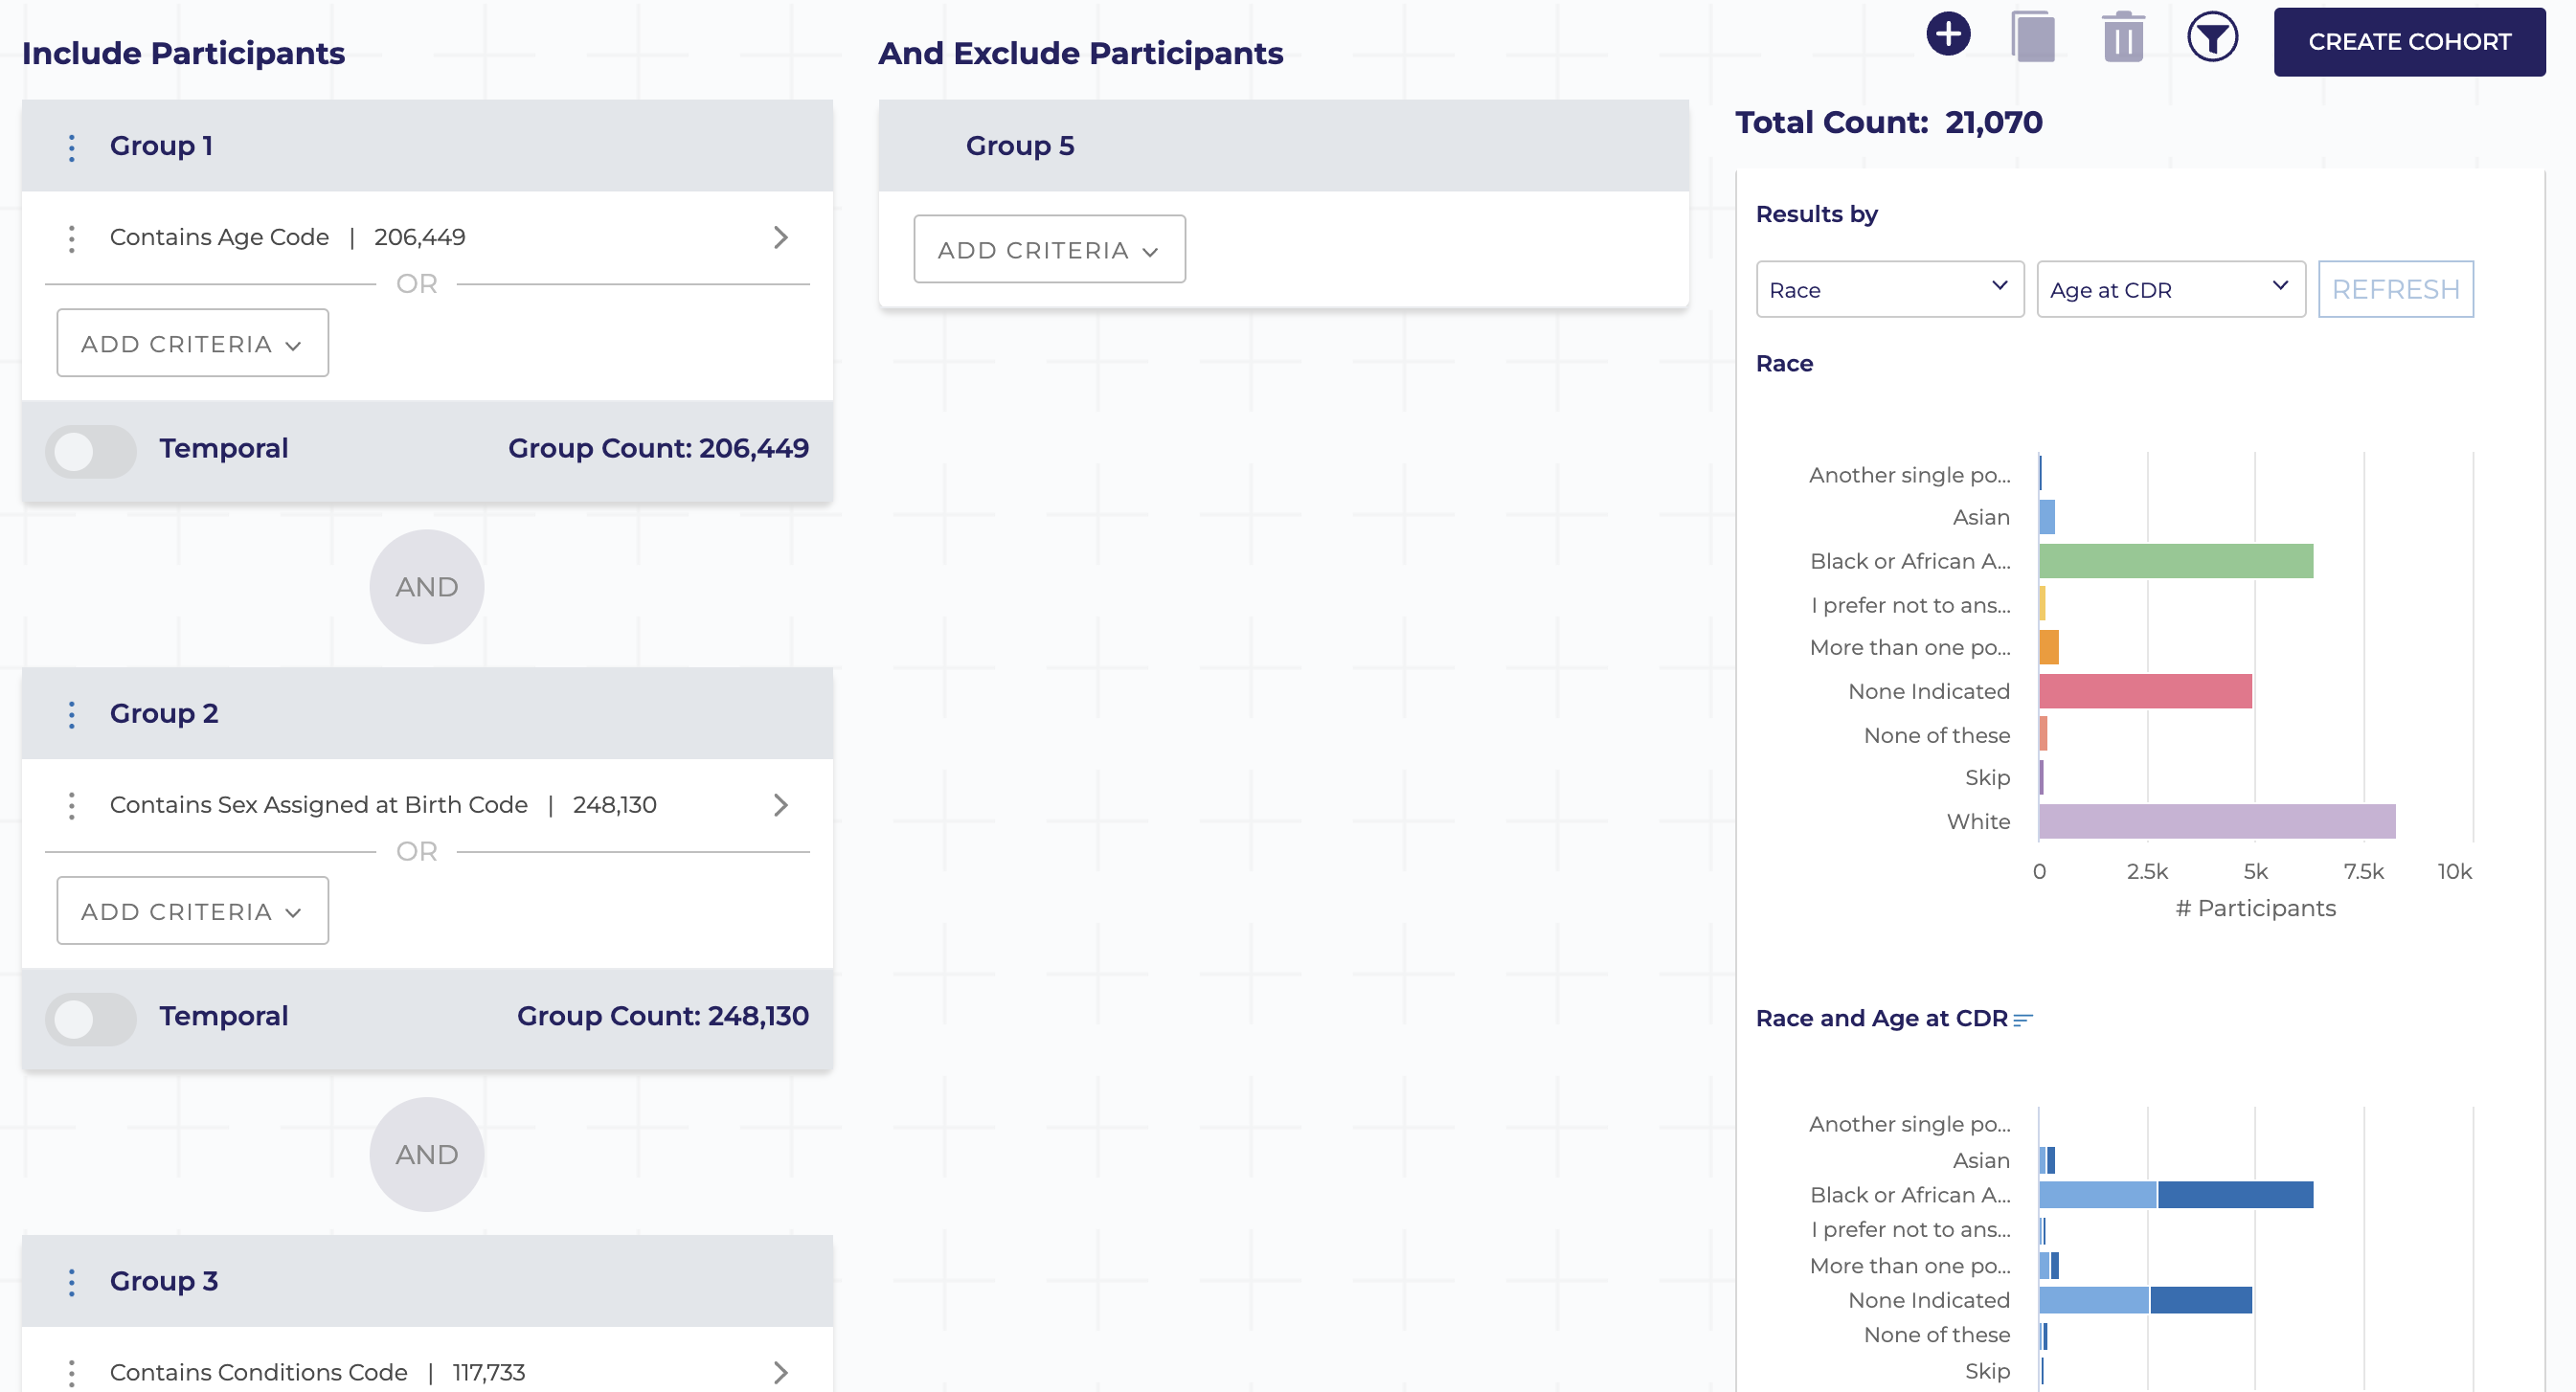 Include Participants
Group 1
Contains Age Code | 206,449
OR
ADD CRITERIA
Temporal
Group Count: 206,449
AND
Group 2
Contains Sex Assigned at Birth Code | 248,130
OR
ADD CRITERIA
Temporal
Group Count: 248,130
AND
Group 3
Contains Conditions Code | 117,733
And Exclude Participants
Group 5
ADD CRITERIA
CREATE COHORT
Total Count: 21,070
Results by
Race
Age at CDR
REFRESH
Race
Another single po...
Asian
Black or African A...
I prefer not to ans...
More than one po...
None Indicated
None of these
Skip
White
0 2.5k 5k 7.5k 10k
# Participants
Race and Age at CDR
Another single po...
Asian
Black or African A...
I prefer not to ans...
More than one po...
None Indicated
None of these
Skip